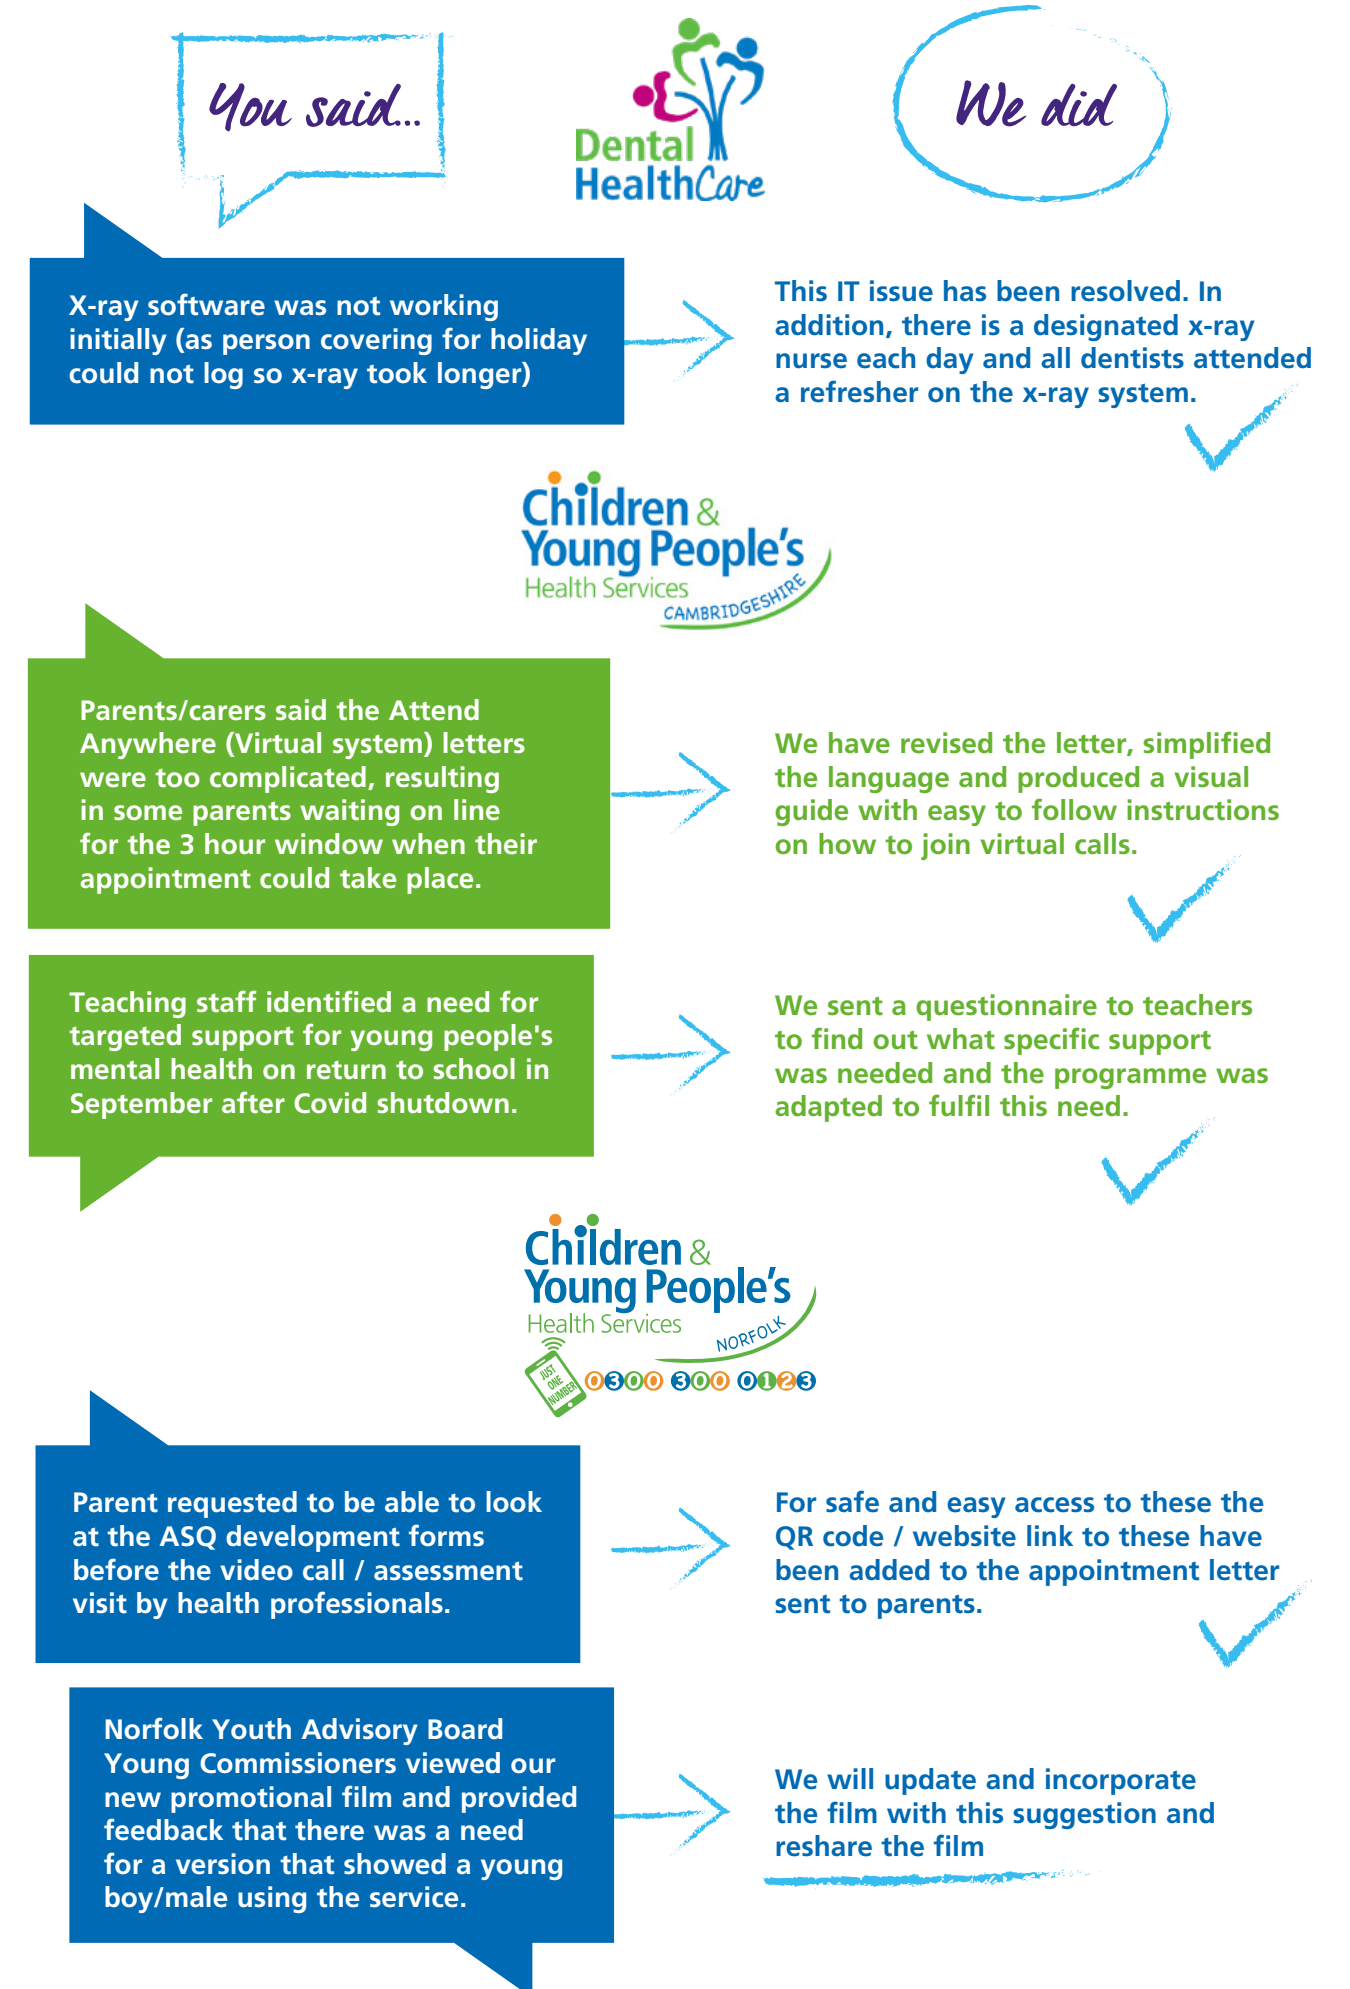 You said...
Dental
HealthCare
We did
X-ray software was not working
initially (as person covering for holiday
could not log so x-ray took longer)
This IT issue has been resolved. In
addition, there is a designated x-ray
nurse each day and all dentists attended
a refresher on the x-ray system.
Children &
Young People's
Health Services
CAMBRIDGESHIRE
Parents/carers said the Attend
Anywhere (Virtual system) letters
were too complicated, resulting
in some parents waiting on line
for the 3 hour window when their
appointment could take place.
We have revised the letter, simplified
the language and produced a visual
guide with easy to follow instructions
on how to join virtual calls.
Teaching staff identified a need for
targeted support for young people's
mental health on return to school in
September after Covid shutdown.
We sent a questionnaire to teachers
to find out what specific support
was needed and the programme was
adapted to fulfil this need.
Children &
Young People's
Health Services
NORFOLK
JUST
ONE
NUMBER
0300 300 0123
Parent requested to be able to look
at the ASQ development forms
before the video call / assessment
visit by health professionals.
For safe and easy access to these the
QR code / website link to these have
been added to the appointment letter
sent to parents.
Norfolk Youth Advisory Board
Young Commissioners viewed our
new promotional film and provided
feedback that there was a need
for a version that showed a young
boy/male using the service.
We will update and incorporate
the film with this suggestion and
reshare the film